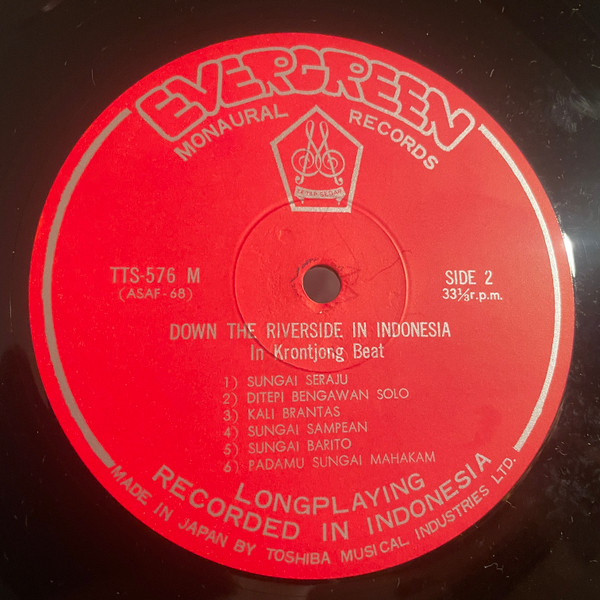 EVERGREEN
MONAURAL RECORDS
TTS-576 M
(ASAF-68)
SIDE 2
33⅓r.p.m.
DOWN THE RIVERSIDE IN INDONESIA
In Krontjong Beat
1) SUNGAI SERAJU
2) DITEPI BENGAWAN SOLO
3) KALI BRANTAS
4) SUNGAI SAMPEAN
5) SUNGAI BARITO
6) PADAMU SUNGAI MAHAKAM
LONGPLAYING
RECORDED IN INDONESIA
MADE IN JAPAN BY TOSHIBA MUSICAL INDUSTRIES LTD.